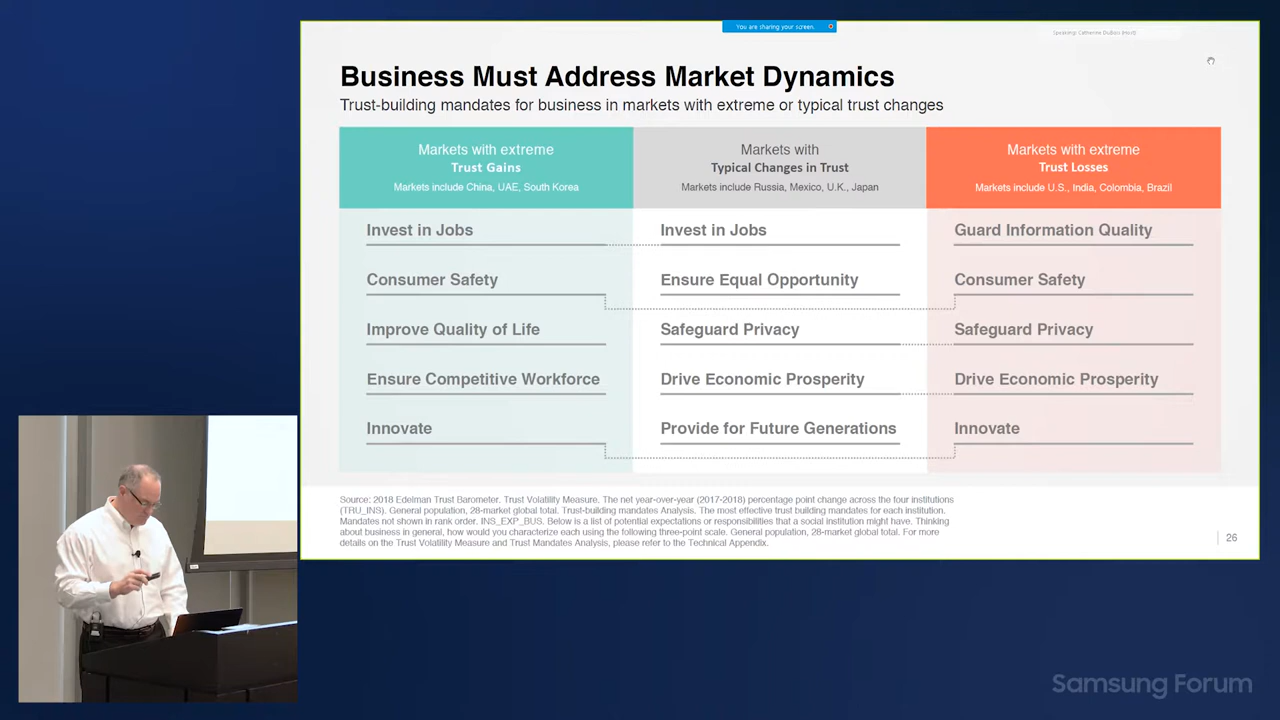 You are sharing your screen.
Speaking: Catherine DuBois (Host)
Business Must Address Market Dynamics
Trust-building mandates for business in markets with extreme or typical trust changes
Markets with extreme
Trust Gains
Markets include China, UAE, South Korea
Markets with
Typical Changes in Trust
Markets include Russia, Mexico, U.K., Japan
Markets with extreme
Trust Losses
Markets include U.S., India, Colombia, Brazil
Invest in Jobs
Consumer Safety
Improve Quality of Life
Ensure Competitive Workforce
Innovate
Invest in Jobs
Ensure Equal Opportunity
Safeguard Privacy
Drive Economic Prosperity
Provide for Future Generations
Guard Information Quality
Consumer Safety
Safeguard Privacy
Drive Economic Prosperity
Innovate
Source: 2018 Edelman Trust Barometer. Trust Volatility Measure. The net year-over-year (2017-2018) percentage point change across the four institutions
(TRU_INS). General population, 28-market global total. Trust-building mandates Analysis. The most effective trust building mandates for each institution.
Mandates not shown in rank order. INS_EXP_BUS. Below is a list of potential expectations or responsibilities that a social institution might have. Thinking
about business in general, how would you characterize each using the following three-point scale. General population, 28-market global total. For more
details on the Trust Volatility Measure and Trust Mandates Analysis, please refer to the Technical Appendix.
26
Samsung Forum